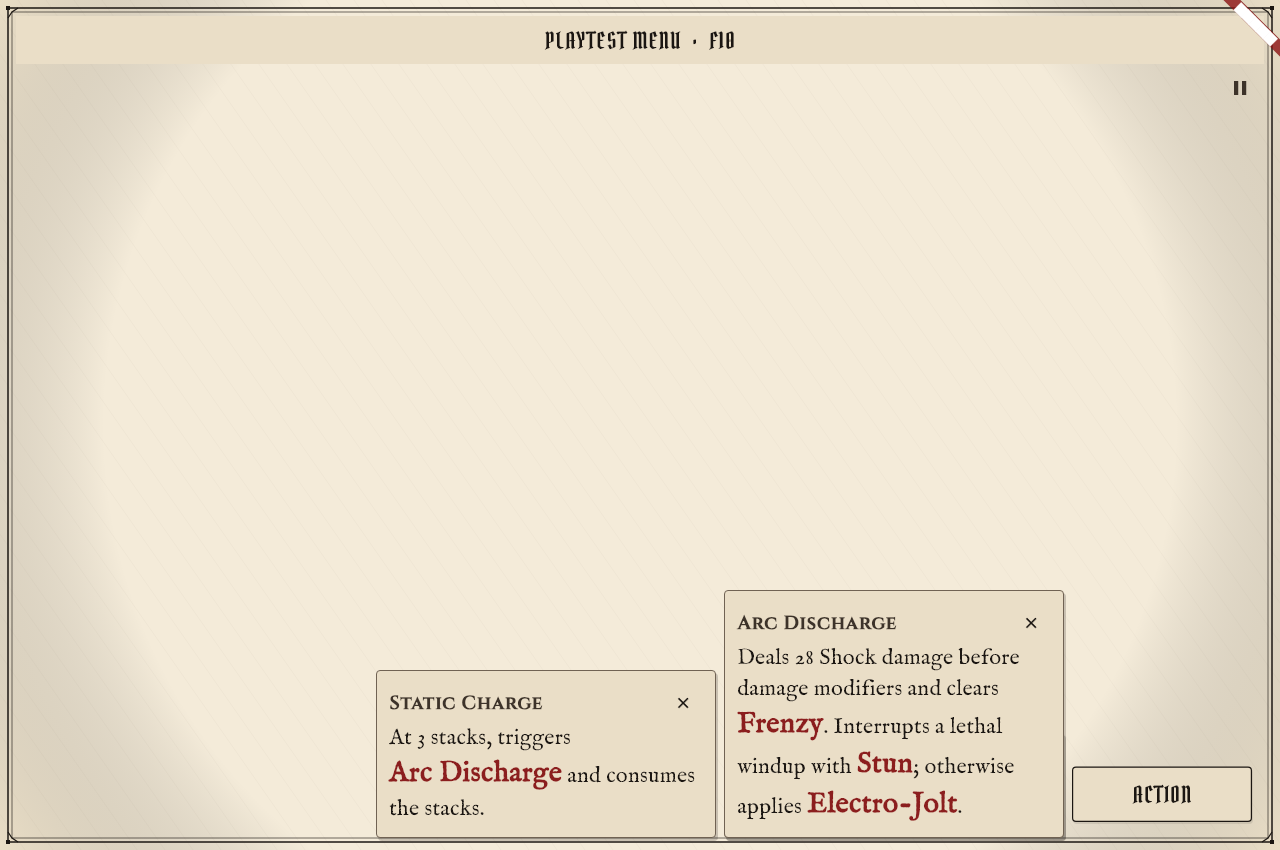 PLAYTEST MENU · F10
STATIC CHARGE ×
At 3 stacks, triggers
Arc Discharge and consumes
the stacks.
ARC DISCHARGE ×
Deals 28 Shock damage before
damage modifiers and clears
Frenzy. Interrupts a lethal
windup with Stun; otherwise
applies Electro-Jolt.
ACTION